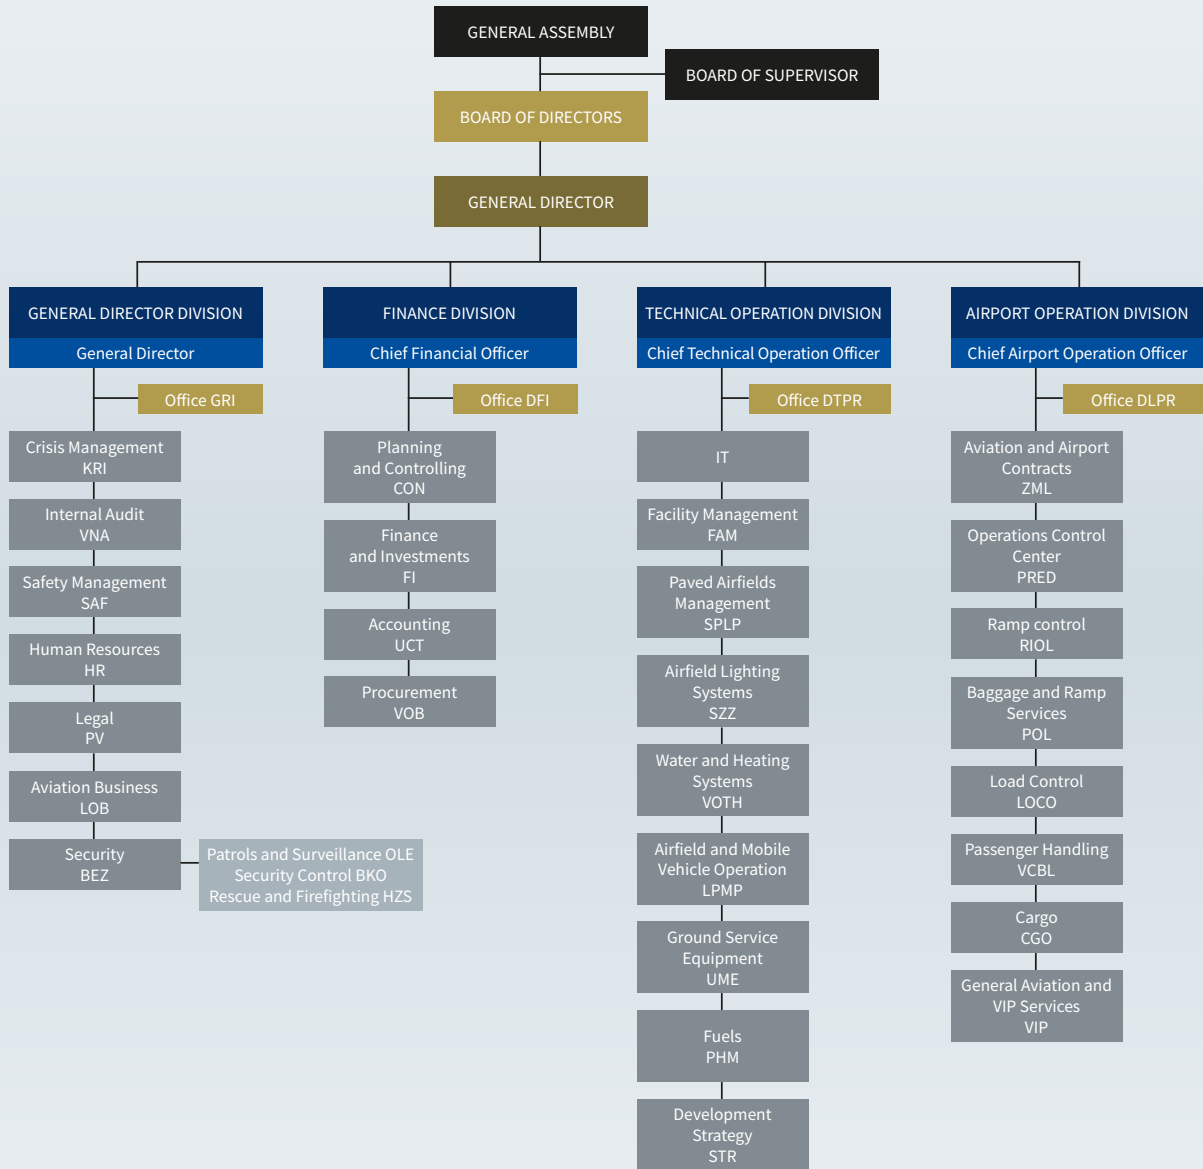 GENERAL ASSEMBLY
BOARD OF SUPERVISOR
BOARD OF DIRECTORS
GENERAL DIRECTOR
GENERAL DIRECTOR DIVISION
General Director
Office GRI
Crisis Management
KRI
Internal Audit
VNA
Safety Management
SAF
Human Resources
HR
Legal
PV
Aviation Business
LOB
Security
BEZ
Patrols and Surveillance OLE
Security Control BKO
Rescue and Firefighting HZS
FINANCE DIVISION
Chief Financial Officer
Office DFI
Planning
and Controlling
CON
Finance
and Investments
FI
Accounting
UCT
Procurement
VOB
TECHNICAL OPERATION DIVISION
Chief Technical Operation Officer
Office DTPR
IT
Facility Management
FAM
Paved Airfields
Management
SPLP
Airfield Lighting
Systems
SZZ
Water and Heating
Systems
VOTH
Airfield and Mobile
Vehicle Operation
LPMP
Ground Service
Equipment
UME
Fuels
PHM
Development
Strategy
STR
AIRPORT OPERATION DIVISION
Chief Airport Operation Officer
Office DLPR
Aviation and Airport
Contracts
ZML
Operations Control
Center
PRED
Ramp control
RIOL
Baggage and Ramp
Services
POL
Load Control
LOCO
Passenger Handling
VCBL
Cargo
CGO
General Aviation and
VIP Services
VIP